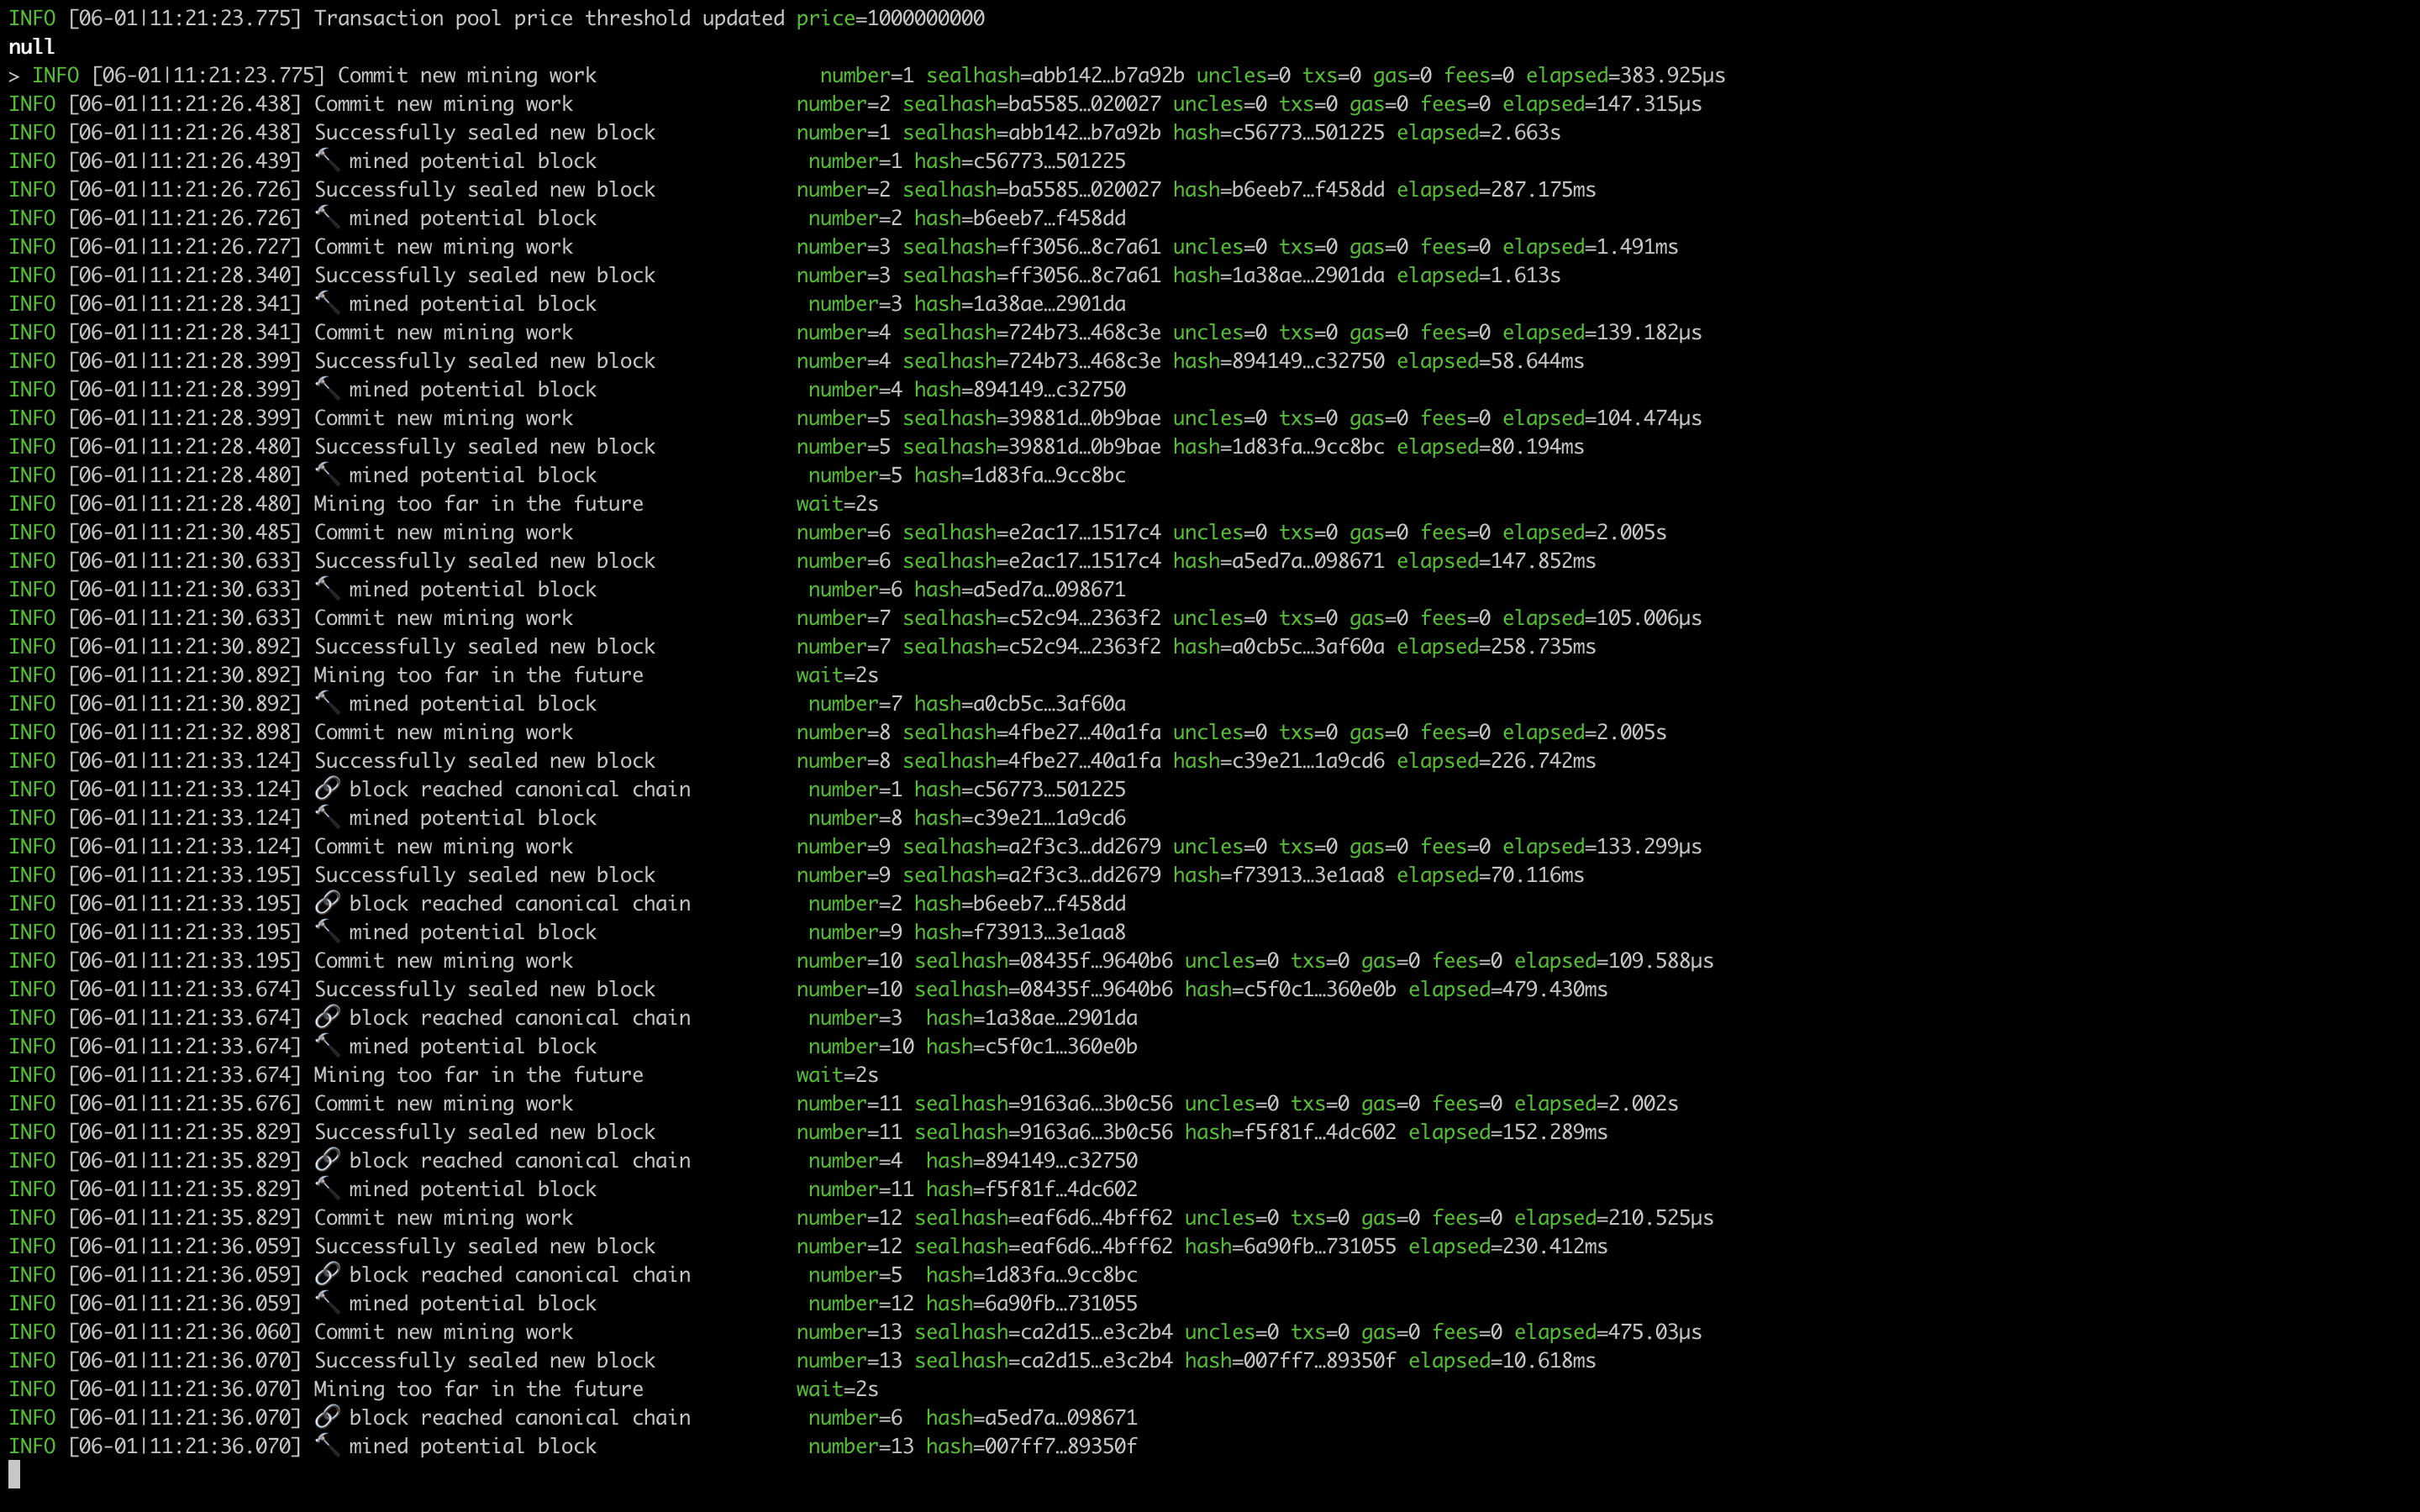 INFO [06-01|11:21:23.775] Transaction pool price threshold updated price=1000000000
null
> INFO [06-01|11:21:23.775] Commit new mining work                   number=1 sealhash=abb142…b7a92b uncles=0 txs=0 gas=0 fees=0 elapsed=383.925µs
INFO [06-01|11:21:26.438] Commit new mining work                   number=2 sealhash=ba5585…020027 uncles=0 txs=0 gas=0 fees=0 elapsed=147.315µs
INFO [06-01|11:21:26.438] Successfully sealed new block            number=1 sealhash=abb142…b7a92b hash=c56773…501225 elapsed=2.663s
INFO [06-01|11:21:26.439] 🔨 mined potential block                  number=1 hash=c56773…501225
INFO [06-01|11:21:26.726] Successfully sealed new block            number=2 sealhash=ba5585…020027 hash=b6eeb7…f458dd elapsed=287.175ms
INFO [06-01|11:21:26.726] 🔨 mined potential block                  number=2 hash=b6eeb7…f458dd
INFO [06-01|11:21:26.727] Commit new mining work                   number=3 sealhash=ff3056…8c7a61 uncles=0 txs=0 gas=0 fees=0 elapsed=1.491ms
INFO [06-01|11:21:28.340] Successfully sealed new block            number=3 sealhash=ff3056…8c7a61 hash=1a38ae…2901da elapsed=1.613s
INFO [06-01|11:21:28.341] 🔨 mined potential block                  number=3 hash=1a38ae…2901da
INFO [06-01|11:21:28.341] Commit new mining work                   number=4 sealhash=724b73…468c3e uncles=0 txs=0 gas=0 fees=0 elapsed=139.182µs
INFO [06-01|11:21:28.399] Successfully sealed new block            number=4 sealhash=724b73…468c3e hash=894149…c32750 elapsed=58.644ms
INFO [06-01|11:21:28.399] 🔨 mined potential block                  number=4 hash=894149…c32750
INFO [06-01|11:21:28.399] Commit new mining work                   number=5 sealhash=39881d…0b9bae uncles=0 txs=0 gas=0 fees=0 elapsed=104.474µs
INFO [06-01|11:21:28.480] Successfully sealed new block            number=5 sealhash=39881d…0b9bae hash=1d83fa…9cc8bc elapsed=80.194ms
INFO [06-01|11:21:28.480] 🔨 mined potential block                  number=5 hash=1d83fa…9cc8bc
INFO [06-01|11:21:28.480] Mining too far in the future             wait=2s
INFO [06-01|11:21:30.485] Commit new mining work                   number=6 sealhash=e2ac17…1517c4 uncles=0 txs=0 gas=0 fees=0 elapsed=2.005s
INFO [06-01|11:21:30.633] Successfully sealed new block            number=6 sealhash=e2ac17…1517c4 hash=a5ed7a…098671 elapsed=147.852ms
INFO [06-01|11:21:30.633] 🔨 mined potential block                  number=6 hash=a5ed7a…098671
INFO [06-01|11:21:30.633] Commit new mining work                   number=7 sealhash=c52c94…2363f2 uncles=0 txs=0 gas=0 fees=0 elapsed=105.006µs
INFO [06-01|11:21:30.892] Successfully sealed new block            number=7 sealhash=c52c94…2363f2 hash=a0cb5c…3af60a elapsed=258.735ms
INFO [06-01|11:21:30.892] Mining too far in the future             wait=2s
INFO [06-01|11:21:30.892] 🔨 mined potential block                  number=7 hash=a0cb5c…3af60a
INFO [06-01|11:21:32.898] Commit new mining work                   number=8 sealhash=4fbe27…40a1fa uncles=0 txs=0 gas=0 fees=0 elapsed=2.005s
INFO [06-01|11:21:33.124] Successfully sealed new block            number=8 sealhash=4fbe27…40a1fa hash=c39e21…1a9cd6 elapsed=226.742ms
INFO [06-01|11:21:33.124] 🔗 block reached canonical chain          number=1 hash=c56773…501225
INFO [06-01|11:21:33.124] 🔨 mined potential block                  number=8 hash=c39e21…1a9cd6
INFO [06-01|11:21:33.124] Commit new mining work                   number=9 sealhash=a2f3c3…dd2679 uncles=0 txs=0 gas=0 fees=0 elapsed=133.299µs
INFO [06-01|11:21:33.195] Successfully sealed new block            number=9 sealhash=a2f3c3…dd2679 hash=f73913…3e1aa8 elapsed=70.116ms
INFO [06-01|11:21:33.195] 🔗 block reached canonical chain          number=2 hash=b6eeb7…f458dd
INFO [06-01|11:21:33.195] 🔨 mined potential block                  number=9 hash=f73913…3e1aa8
INFO [06-01|11:21:33.195] Commit new mining work                   number=10 sealhash=08435f…9640b6 uncles=0 txs=0 gas=0 fees=0 elapsed=109.588µs
INFO [06-01|11:21:33.674] Successfully sealed new block            number=10 sealhash=08435f…9640b6 hash=c5f0c1…360e0b elapsed=479.430ms
INFO [06-01|11:21:33.674] 🔗 block reached canonical chain          number=3  hash=1a38ae…2901da
INFO [06-01|11:21:33.674] 🔨 mined potential block                  number=10 hash=c5f0c1…360e0b
INFO [06-01|11:21:33.674] Mining too far in the future             wait=2s
INFO [06-01|11:21:35.676] Commit new mining work                   number=11 sealhash=9163a6…3b0c56 uncles=0 txs=0 gas=0 fees=0 elapsed=2.002s
INFO [06-01|11:21:35.829] Successfully sealed new block            number=11 sealhash=9163a6…3b0c56 hash=f5f81f…4dc602 elapsed=152.289ms
INFO [06-01|11:21:35.829] 🔗 block reached canonical chain          number=4  hash=894149…c32750
INFO [06-01|11:21:35.829] 🔨 mined potential block                  number=11 hash=f5f81f…4dc602
INFO [06-01|11:21:35.829] Commit new mining work                   number=12 sealhash=eaf6d6…4bff62 uncles=0 txs=0 gas=0 fees=0 elapsed=210.525µs
INFO [06-01|11:21:36.059] Successfully sealed new block            number=12 sealhash=eaf6d6…4bff62 hash=6a90fb…731055 elapsed=230.412ms
INFO [06-01|11:21:36.059] 🔗 block reached canonical chain          number=5  hash=1d83fa…9cc8bc
INFO [06-01|11:21:36.059] 🔨 mined potential block                  number=12 hash=6a90fb…731055
INFO [06-01|11:21:36.060] Commit new mining work                   number=13 sealhash=ca2d15…e3c2b4 uncles=0 txs=0 gas=0 fees=0 elapsed=475.03µs
INFO [06-01|11:21:36.070] Successfully sealed new block            number=13 sealhash=ca2d15…e3c2b4 hash=007ff7…89350f elapsed=10.618ms
INFO [06-01|11:21:36.070] Mining too far in the future             wait=2s
INFO [06-01|11:21:36.070] 🔗 block reached canonical chain          number=6  hash=a5ed7a…098671
INFO [06-01|11:21:36.070] 🔨 mined potential block                  number=13 hash=007ff7…89350f